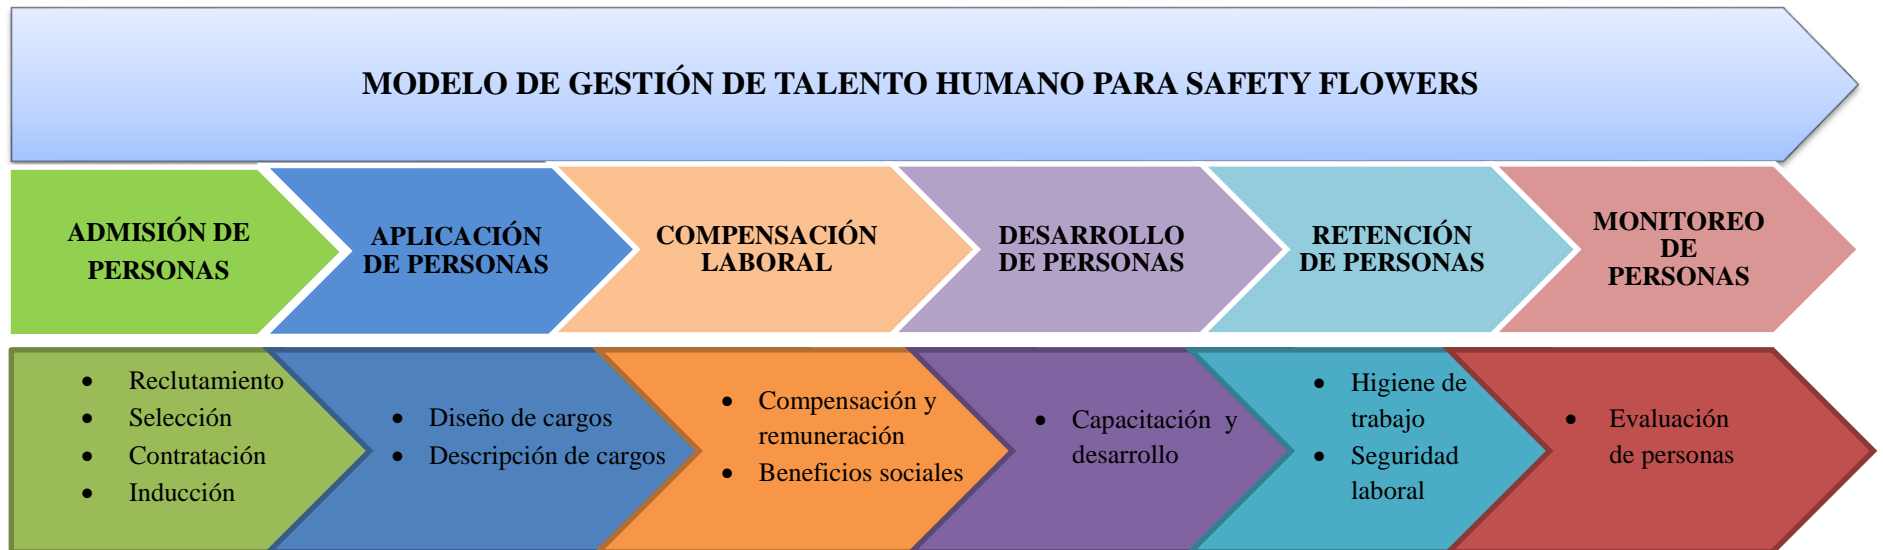 MODELO DE GESTIÓN DE TALENTO HUMANO PARA SAFETY FLOWERS
ADMISIÓN DE
PERSONAS
APLICACIÓN
DE PERSONAS
COMPENSACIÓN
LABORAL
DESARROLLO
DE PERSONAS
RETENCIÓN
DE PERSONAS
MONITOREO
DE
PERSONAS
• Reclutamiento
• Selección
• Contratación
• Inducción
• Diseño de cargos
• Descripción de cargos
• Compensación y
remuneración
• Beneficios sociales
• Capacitación y
desarrollo
• Higiene de
trabajo
• Seguridad
laboral
• Evaluación
de personas